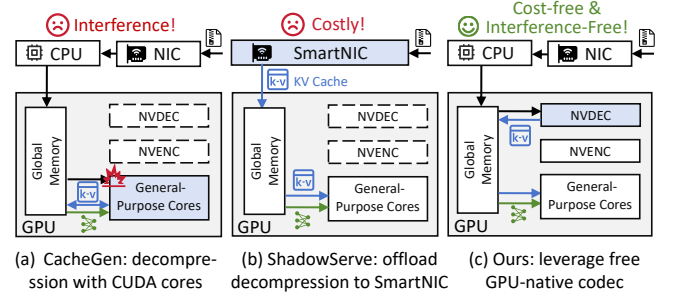 Interference!
CPU
NIC
NVDEC
NVENC
Global
Memory
k-v
General-
Purpose Cores
GPU
(a) CacheGen: decompre-
ssion with CUDA cores
Costly!
SmartNIC
k-v KV Cache
NVDEC
NVENC
Global
Memory
k-v
General-
Purpose Cores
GPU
(b) ShadowServe: offload
decompression to SmartNIC
Cost-free &
Interference-Free!
CPU
NIC
NVDEC
k-v
NVENC
Global
Memory
k-v
General-
Purpose Cores
GPU
(c) Ours: leverage free
GPU-native codec